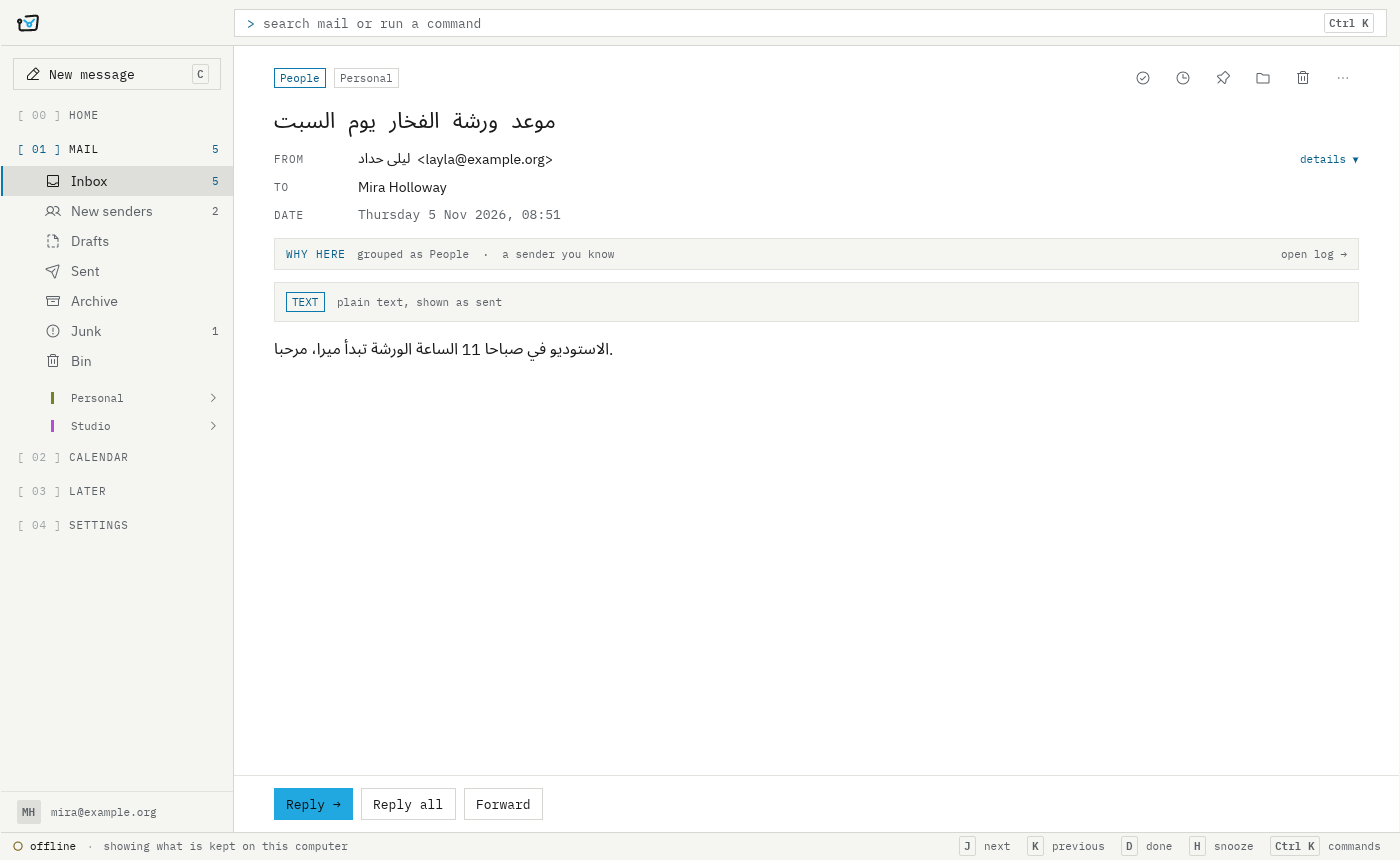 > search mail or run a command Ctrl K
New message C
[ 00 ] HOME
[ 01 ] MAIL 5
Inbox 5
New senders 2
Drafts
Sent
Archive
Junk 1
Bin
Personal
Studio
[ 02 ] CALENDAR
[ 03 ] LATER
[ 04 ] SETTINGS
MH mira@example.org
People Personal
موعد ورشة الفخار يوم السبت
FROM ليلى حداد <layla@example.org> details ▾
TO Mira Holloway
DATE Thursday 5 Nov 2026, 08:51
WHY HERE grouped as People · a sender you know open log →
TEXT plain text, shown as sent
الاستوديو في صباحا 11 الساعة الورشة تبدأ ميرا، مرحبا.
Reply → Reply all Forward
offline · showing what is kept on this computer J next K previous D done H snooze Ctrl K commands